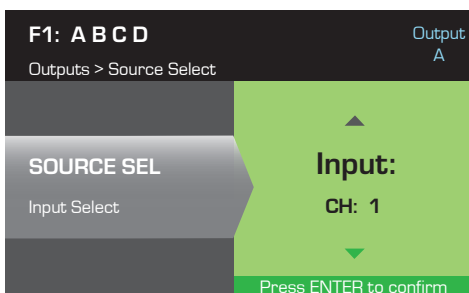 F1: A B C D
Output
A
Outputs > Source Select
SOURCE SEL
Input Select
Input:
CH: 1
Press ENTER to confirm